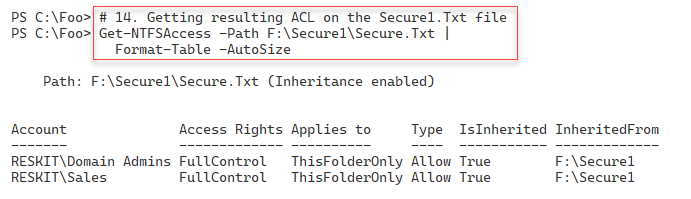 PS C:\Foo> # 14. Getting resulting ACL on the Secure1.Txt file
PS C:\Foo> Get-NTFSAccess -Path F:\Secure1\Secure.Txt |
Format-Table -AutoSize
Path: F:\Secure1\Secure.Txt (Inheritance enabled)
Account Access Rights Applies to Type IsInherited InheritedFrom
------- ------------- ---------- ---- ----------- -------------
RESKIT\Domain Admins FullControl ThisFolderOnly Allow True F:\Secure1
RESKIT\Sales FullControl ThisFolderOnly Allow True F:\Secure1